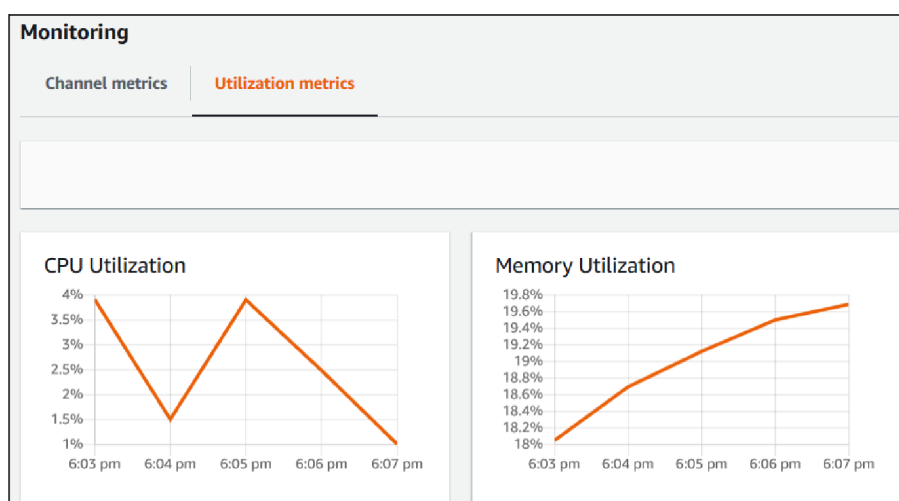 Monitoring
Channel metrics
Utilization metrics
CPU Utilization
4%
3.5%
3%
2.5%
2%
1.5%
1%
6:03 pm 6:04 pm 6:05 pm 6:06 pm 6:07 pm
Memory Utilization
19.8%
19.6%
19.4%
19.2%
19%
18.8%
18.6%
18.4%
18.2%
18%
6:03 pm 6:04 pm 6:05 pm 6:06 pm 6:07 pm